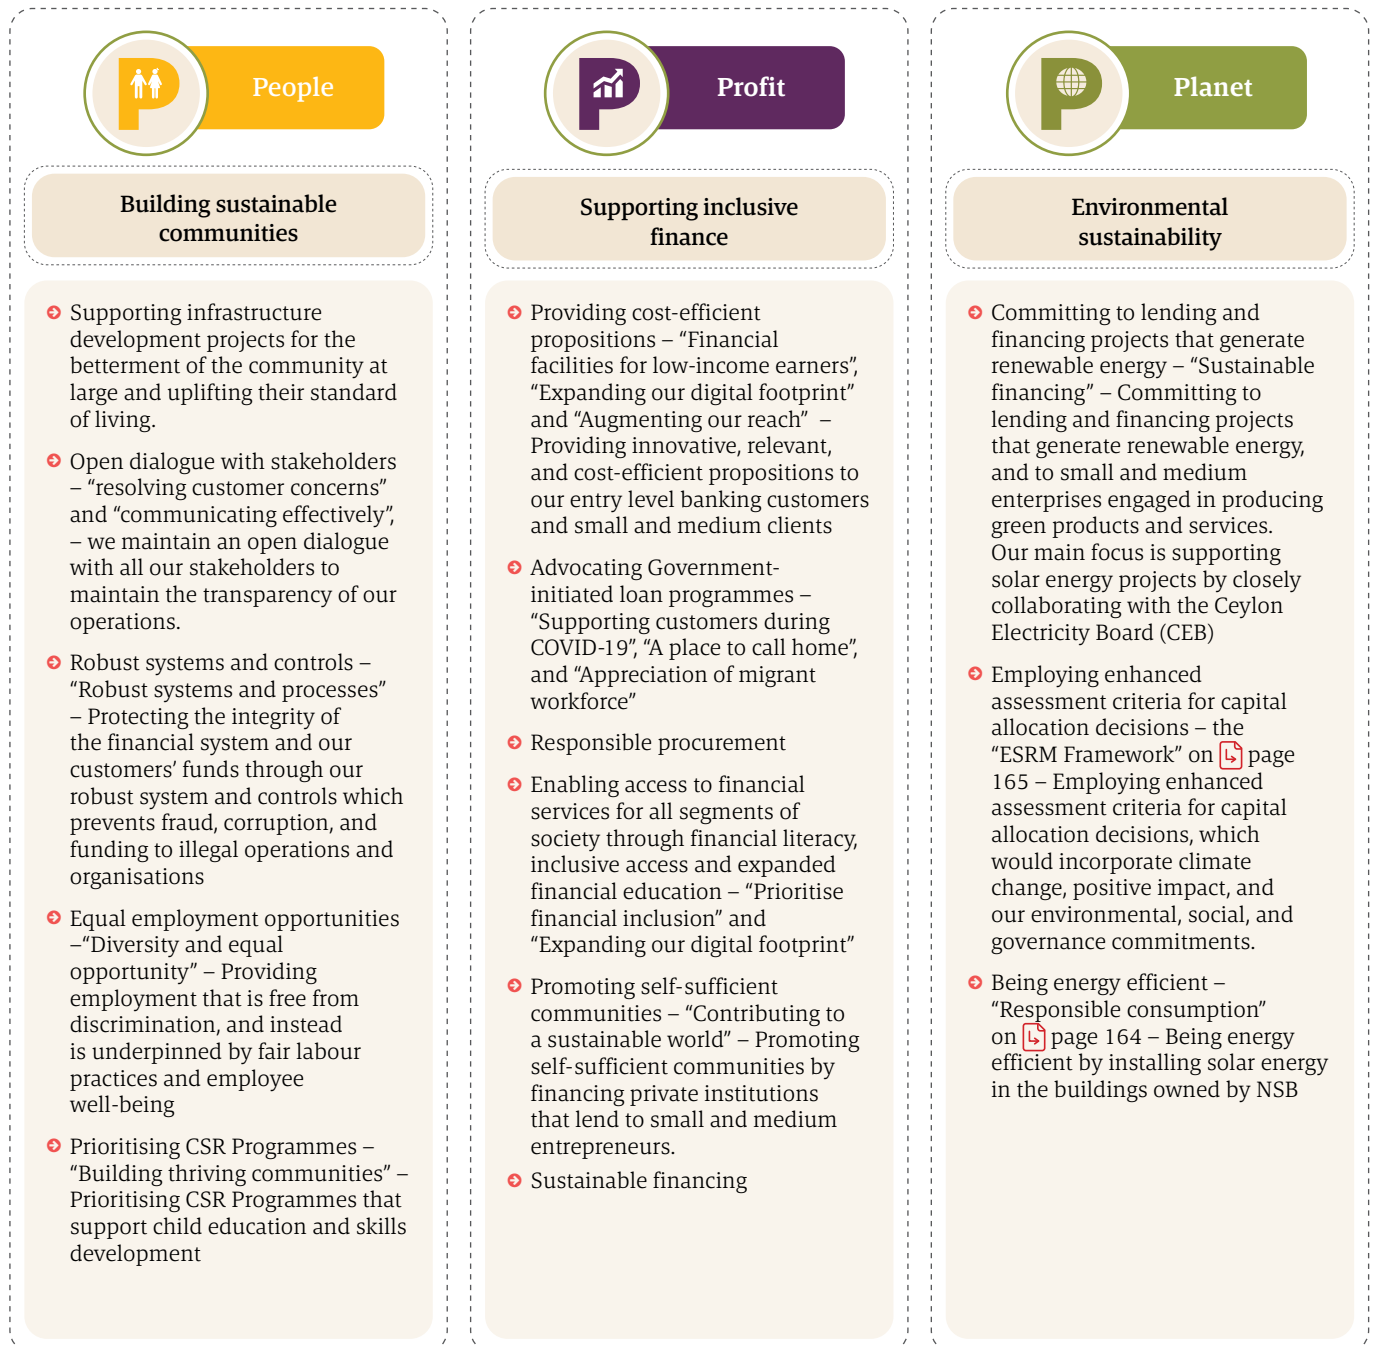 People
Building sustainable
communities
Supporting infrastructure
development projects for the
betterment of the community at
large and uplifting their standard
of living.
Open dialogue with stakeholders
– “resolving customer concerns”
and “communicating effectively”,
– we maintain an open dialogue
with all our stakeholders to
maintain the transparency of our
operations.
Robust systems and controls –
“Robust systems and processes”
– Protecting the integrity of
the financial system and our
customers’ funds through our
robust system and controls which
prevents fraud, corruption, and
funding to illegal operations and
organisations
Equal employment opportunities
–“Diversity and equal
opportunity” – Providing
employment that is free from
discrimination, and instead
is underpinned by fair labour
practices and employee
well-being
Prioritising CSR Programmes –
“Building thriving communities” –
Prioritising CSR Programmes that
support child education and skills
development
Profit
Supporting inclusive
finance
Providing cost-efficient
propositions – “Financial
facilities for low-income earners”,
“Expanding our digital footprint”
and “Augmenting our reach” –
Providing innovative, relevant,
and cost-efficient propositions to
our entry level banking customers
and small and medium clients
Advocating Government-
initiated loan programmes –
“Supporting customers during
COVID-19”, “A place to call home”,
and “Appreciation of migrant
workforce”
Responsible procurement
Enabling access to financial
services for all segments of
society through financial literacy,
inclusive access and expanded
financial education – “Prioritise
financial inclusion” and
“Expanding our digital footprint”
Promoting self-sufficient
communities – “Contributing to
a sustainable world” – Promoting
self-sufficient communities by
financing private institutions
that lend to small and medium
entrepreneurs.
Sustainable financing
Planet
Environmental
sustainability
Committing to lending and
financing projects that generate
renewable energy – “Sustainable
financing” – Committing to
lending and financing projects
that generate renewable energy,
and to small and medium
enterprises engaged in producing
green products and services.
Our main focus is supporting
solar energy projects by closely
collaborating with the Ceylon
Electricity Board (CEB)
Employing enhanced
assessment criteria for capital
allocation decisions – the
“ESRM Framework” on page
165 – Employing enhanced
assessment criteria for capital
allocation decisions, which
would incorporate climate
change, positive impact, and
our environmental, social, and
governance commitments.
Being energy efficient –
“Responsible consumption”
on page 164 – Being energy
efficient by installing solar energy
in the buildings owned by NSB